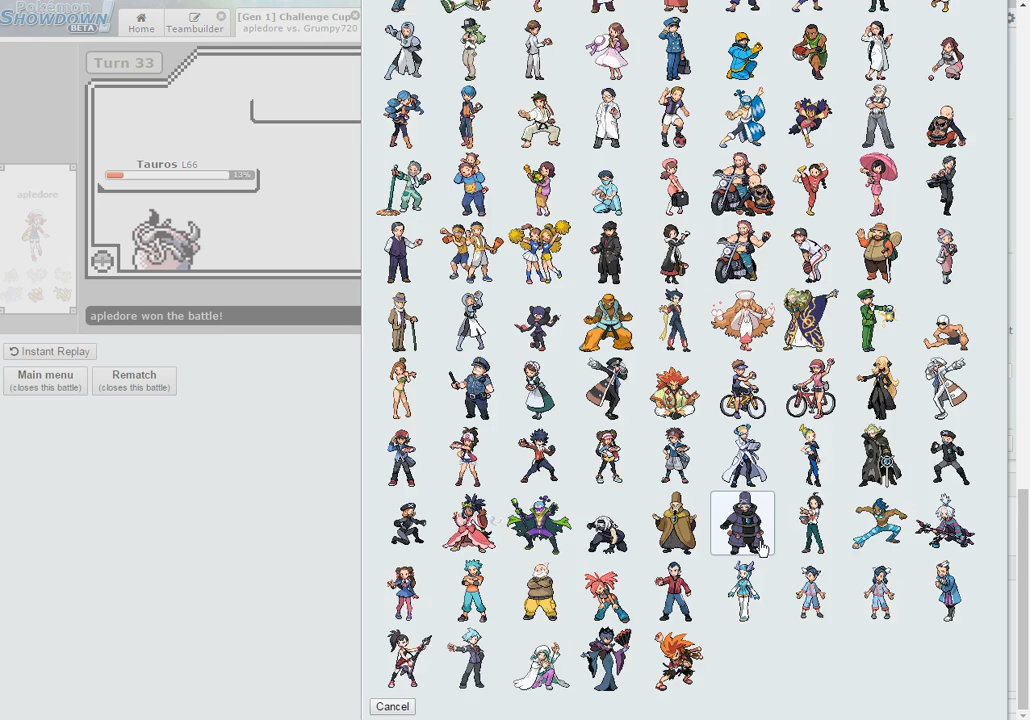 Pokémon
SHOWDOWN
BETA
Home
Teambuilder
[Gen 1] Challenge Cup
apledore vs. Grumpy720
Turn 33
Tauros L66
13%
apledore
apledore won the battle!
Instant Replay
Main menu
(closes this battle)
Rematch
(closes this battle)
Cancel